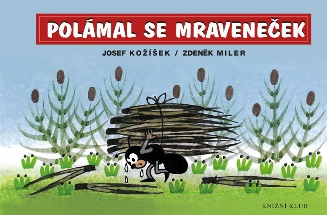 POLÁMAL SE MRAVENEČEK
JOSEF KOŽÍŠEK / ZDENĚK MILER
KNIŽNÍ KLUB